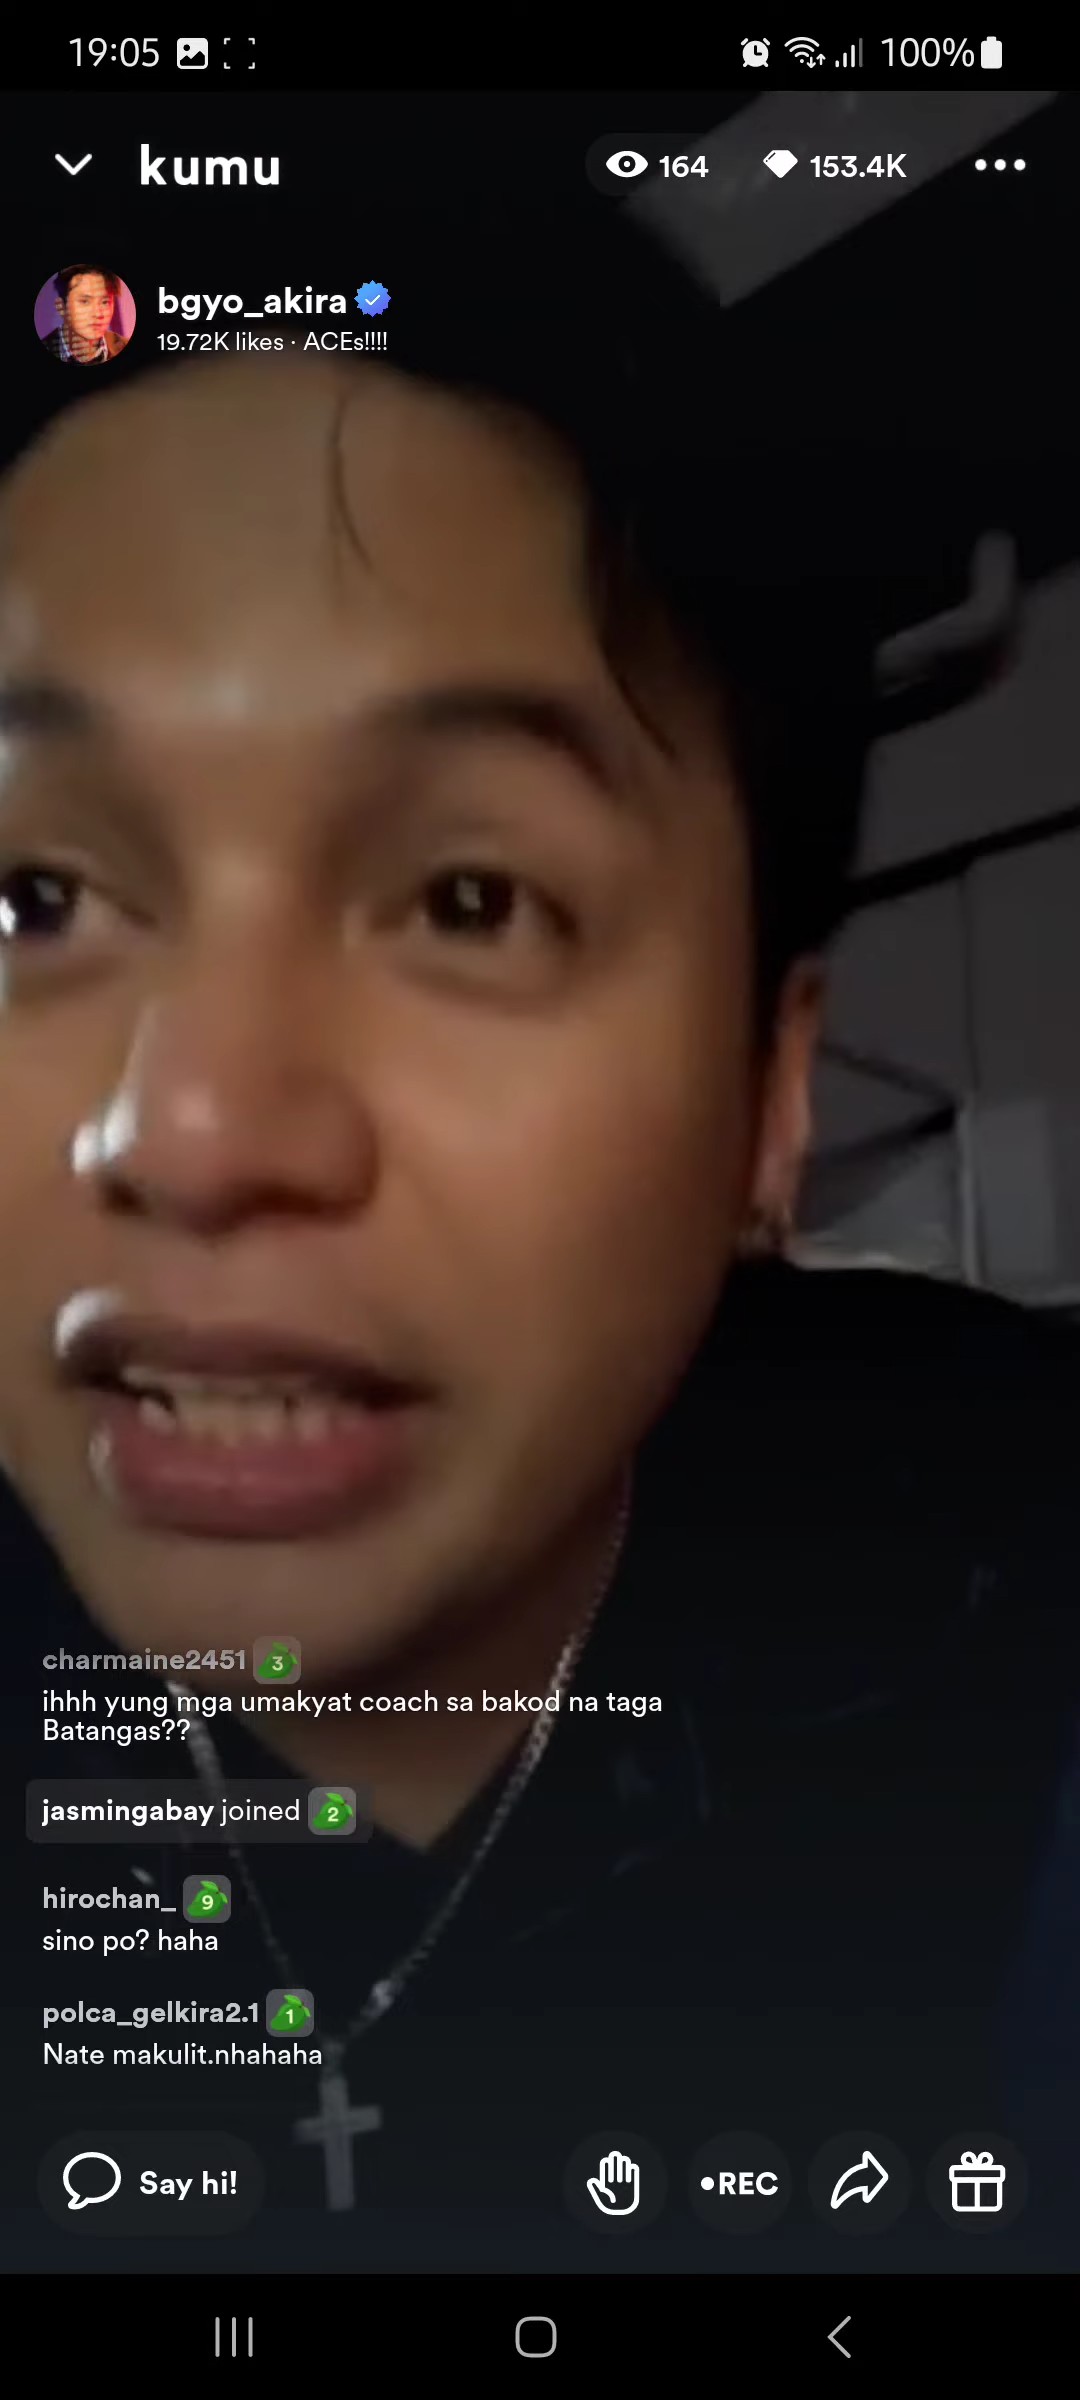 19:05
100%
kumu
164
153.4K
bgyo_akira
19.72K likes · ACEs!!!!
charmaine2451 3
ihhh yung mga umakyat coach sa bakod na taga
Batangas??
jasmingabay joined 2
hirochan_ 9
sino po? haha
polca_gelkira2.1 1
Nate makulit.nhahaha
Say hi!
•REC